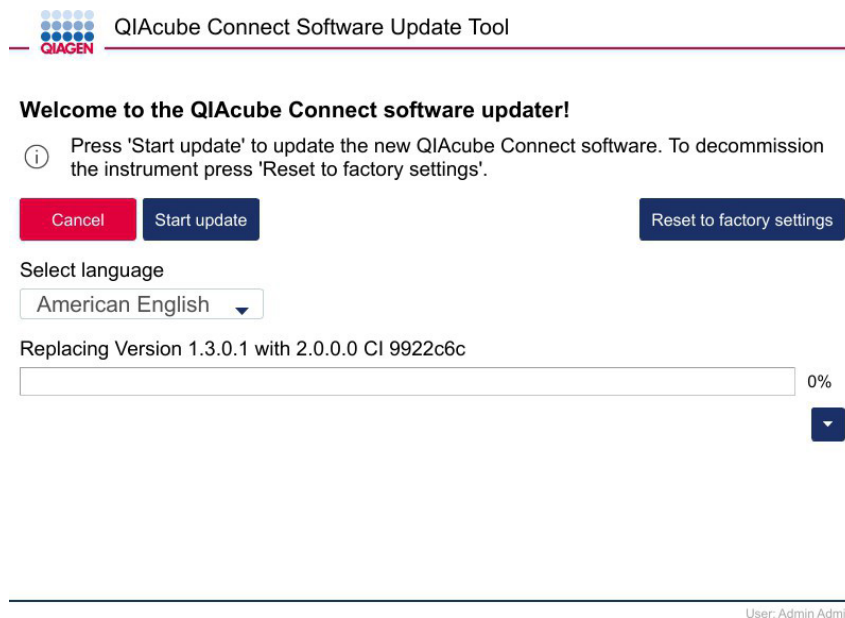 QIAGEN
QIAcube Connect Software Update Tool
Welcome to the QIAcube Connect software updater!
Press 'Start update' to update the new QIAcube Connect software. To decommission
the instrument press 'Reset to factory settings'.
Cancel
Start update
Reset to factory settings
Select language
American English
Replacing Version 1.3.0.1 with 2.0.0.0 CI 9922c6c
0%
User: Admin Admi